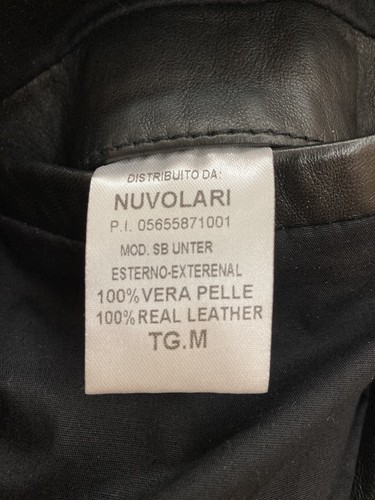 DISTRIBUITO DA:
NUVOLARI
P.I. 05655871001
MOD. SB UNTER
ESTERNO-EXTERENAL
100%VERA PELLE
100%REAL LEATHER
TG.M